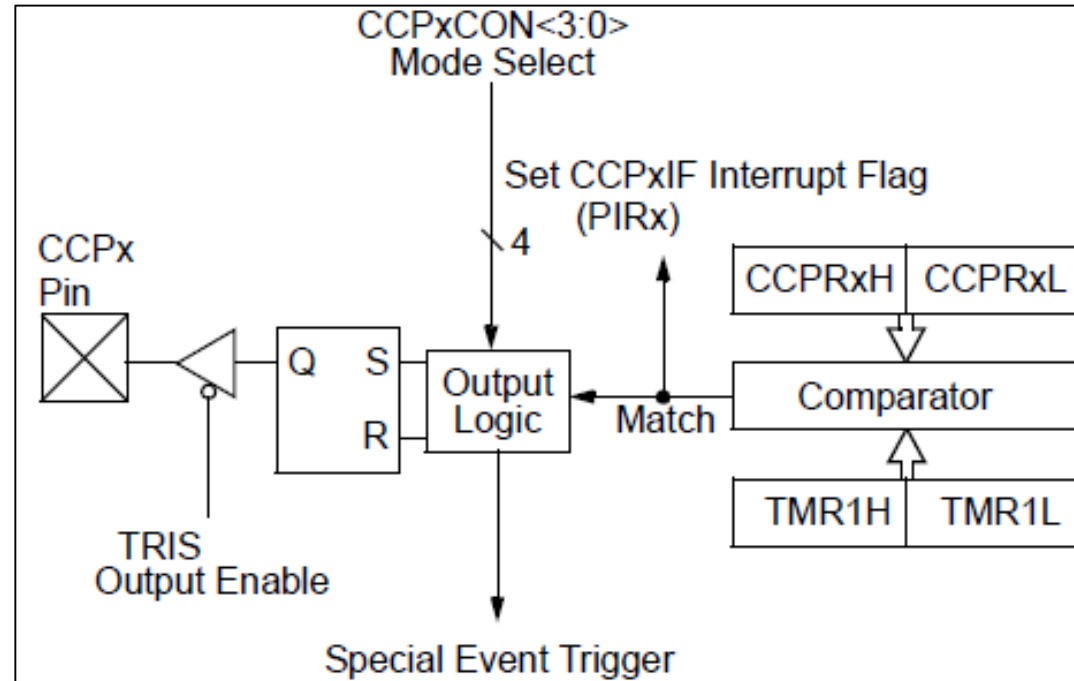 CCPxCON<3:0>
Mode Select
Set CCPxIF Interrupt Flag
(PIRx)
4
CCPx
Pin
CCPRxH CCPRxL
Q S
R
Output
Logic
Match
Comparator
TMR1H TMR1L
TRIS
Output Enable
Special Event Trigger